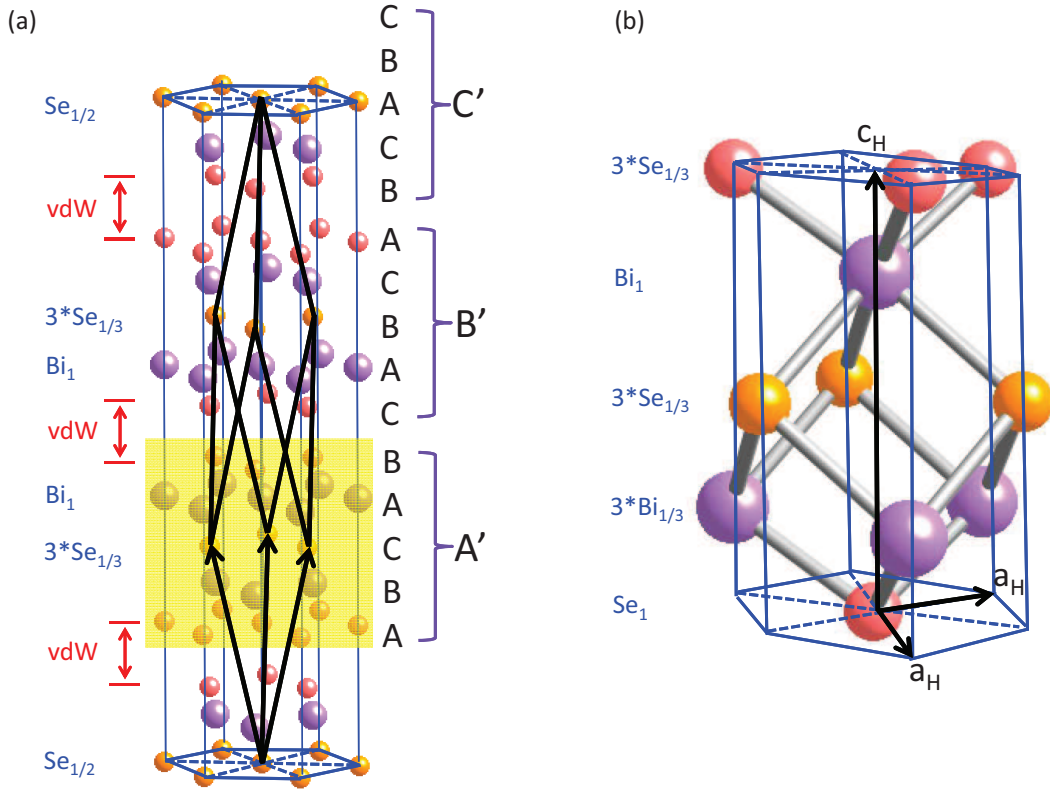 (a)
C
B
Se1/2
A
C'
C
B
vdW
A
C
3*Se1/3
B
B'
Bi1
A
C
vdW
B
Bi1
A
3*Se1/3
C
A'
B
A
vdW
Se1/2
(b)
cH
3*Se1/3
Bi1
3*Se1/3
3*Bi1/3
Se1
aH
aH